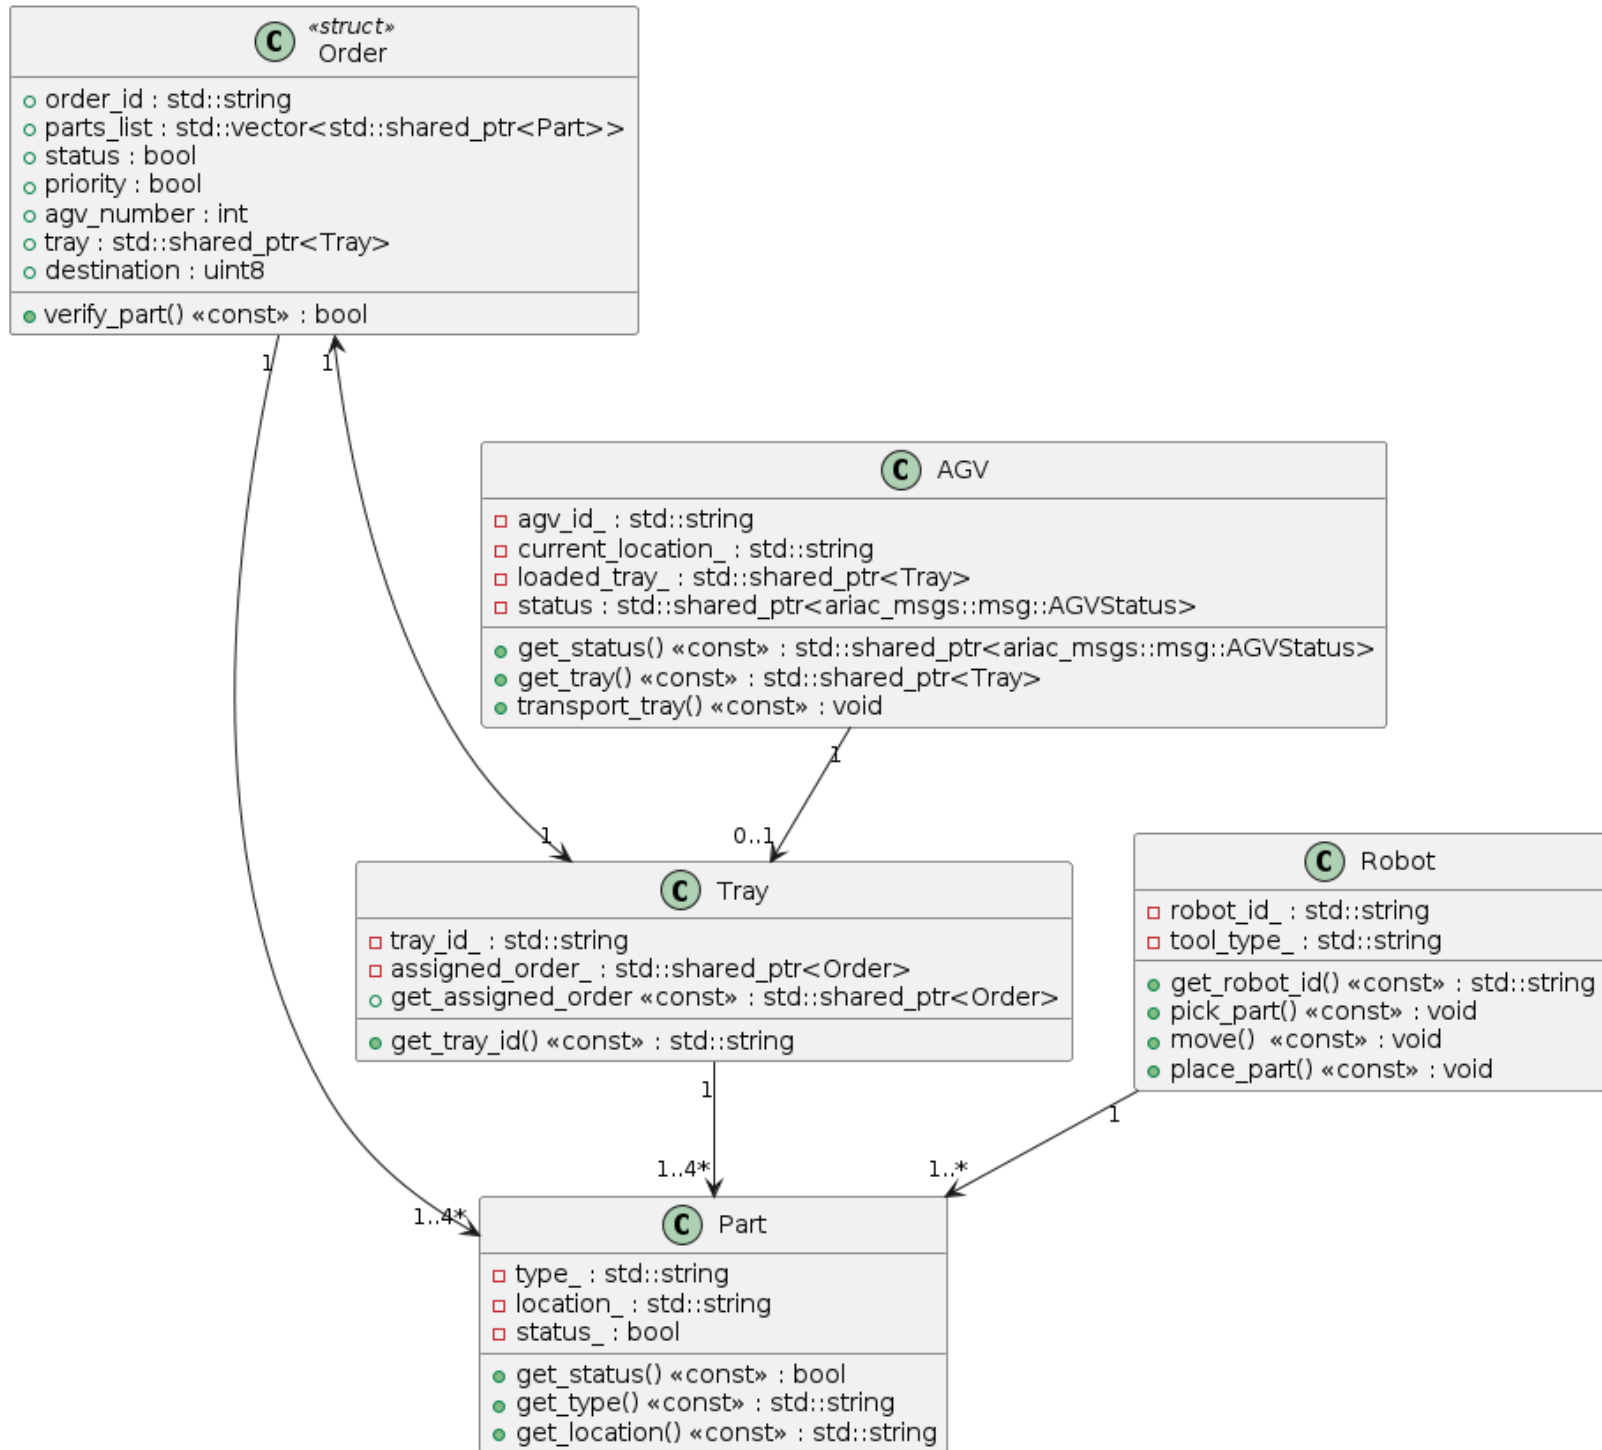 C «struct»
Order
order_id : std::string
parts_list : std::vector<std::shared_ptr<Part>>
status : bool
priority : bool
agv_number : int
tray : std::shared_ptr<Tray>
destination : uint8
verify_part() «const» : bool
1
1
C AGV
agv_id_ : std::string
current_location_ : std::string
loaded_tray_ : std::shared_ptr<Tray>
status : std::shared_ptr<ariac_msgs::msg::AGVStatus>
get_status() «const» : std::shared_ptr<ariac_msgs::msg::AGVStatus>
get_tray() «const» : std::shared_ptr<Tray>
transport_tray() «const» : void
1
1
0..1
C Tray
tray_id_ : std::string
assigned_order_ : std::shared_ptr<Order>
get_assigned_order «const» : std::shared_ptr<Order>
get_tray_id() «const» : std::string
C Robot
robot_id_ : std::string
tool_type_ : std::string
get_robot_id() «const» : std::string
pick_part() «const» : void
move()  «const» : void
place_part() «const» : void
1
1
1..4*
1..4*
1..*
C Part
type_ : std::string
location_ : std::string
status_ : bool
get_status() «const» : bool
get_type() «const» : std::string
get_location() «const» : std::string